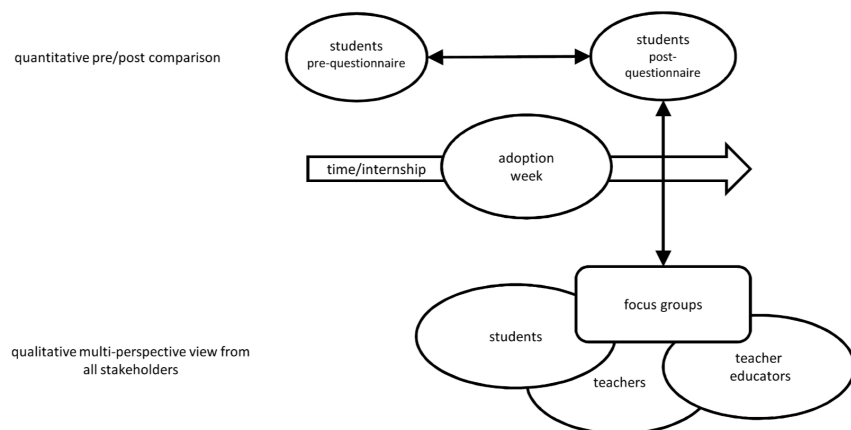 quantitative pre/post comparison
students
pre-questionnaire
students
post-
questionnaire
time/internship
adoption
week
focus groups
students
teachers
teacher
educators
qualitative multi-perspective view from
all stakeholders